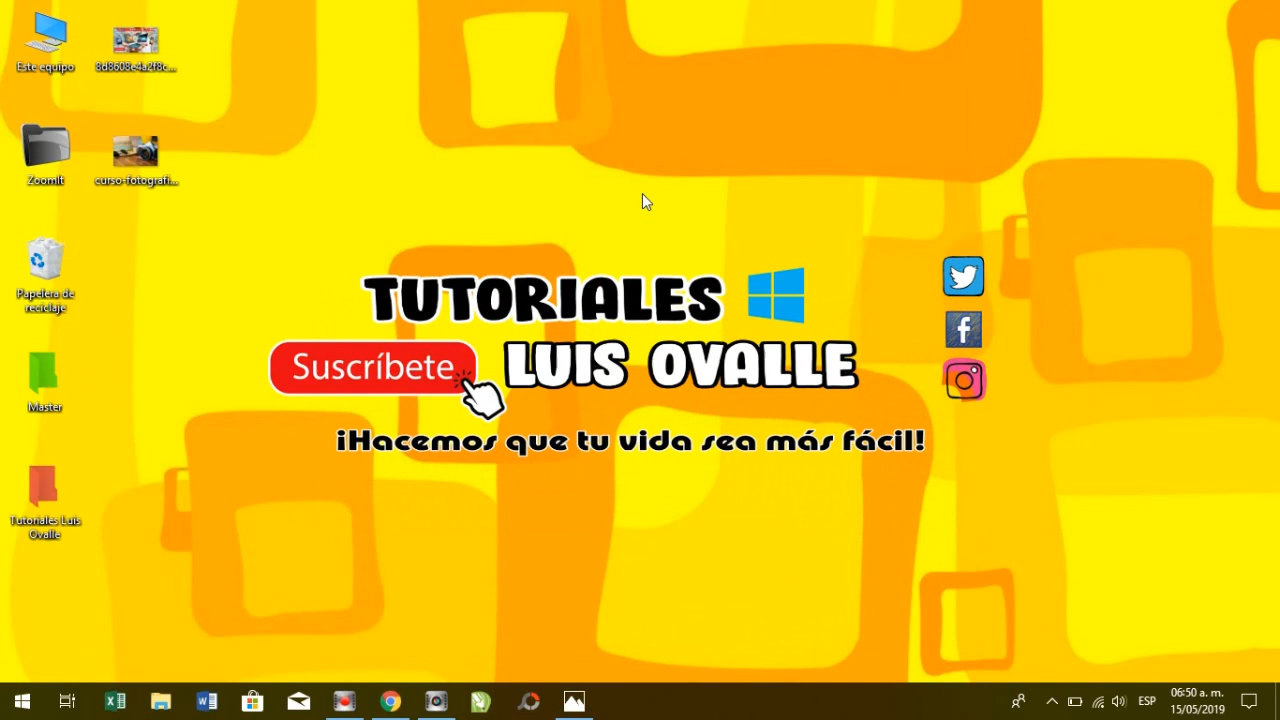 Este equipo
8d8608e4a2f8c...
ZoomIt
curso-fotografi...
Papelera de
reciclaje
Master
Tutoriales Luis
Ovalle
TUTORIALES
Suscríbete
LUIS OVALLE
¡Hacemos que tu vida sea más fácil!
ESP
06:50 a. m.
15/05/2019